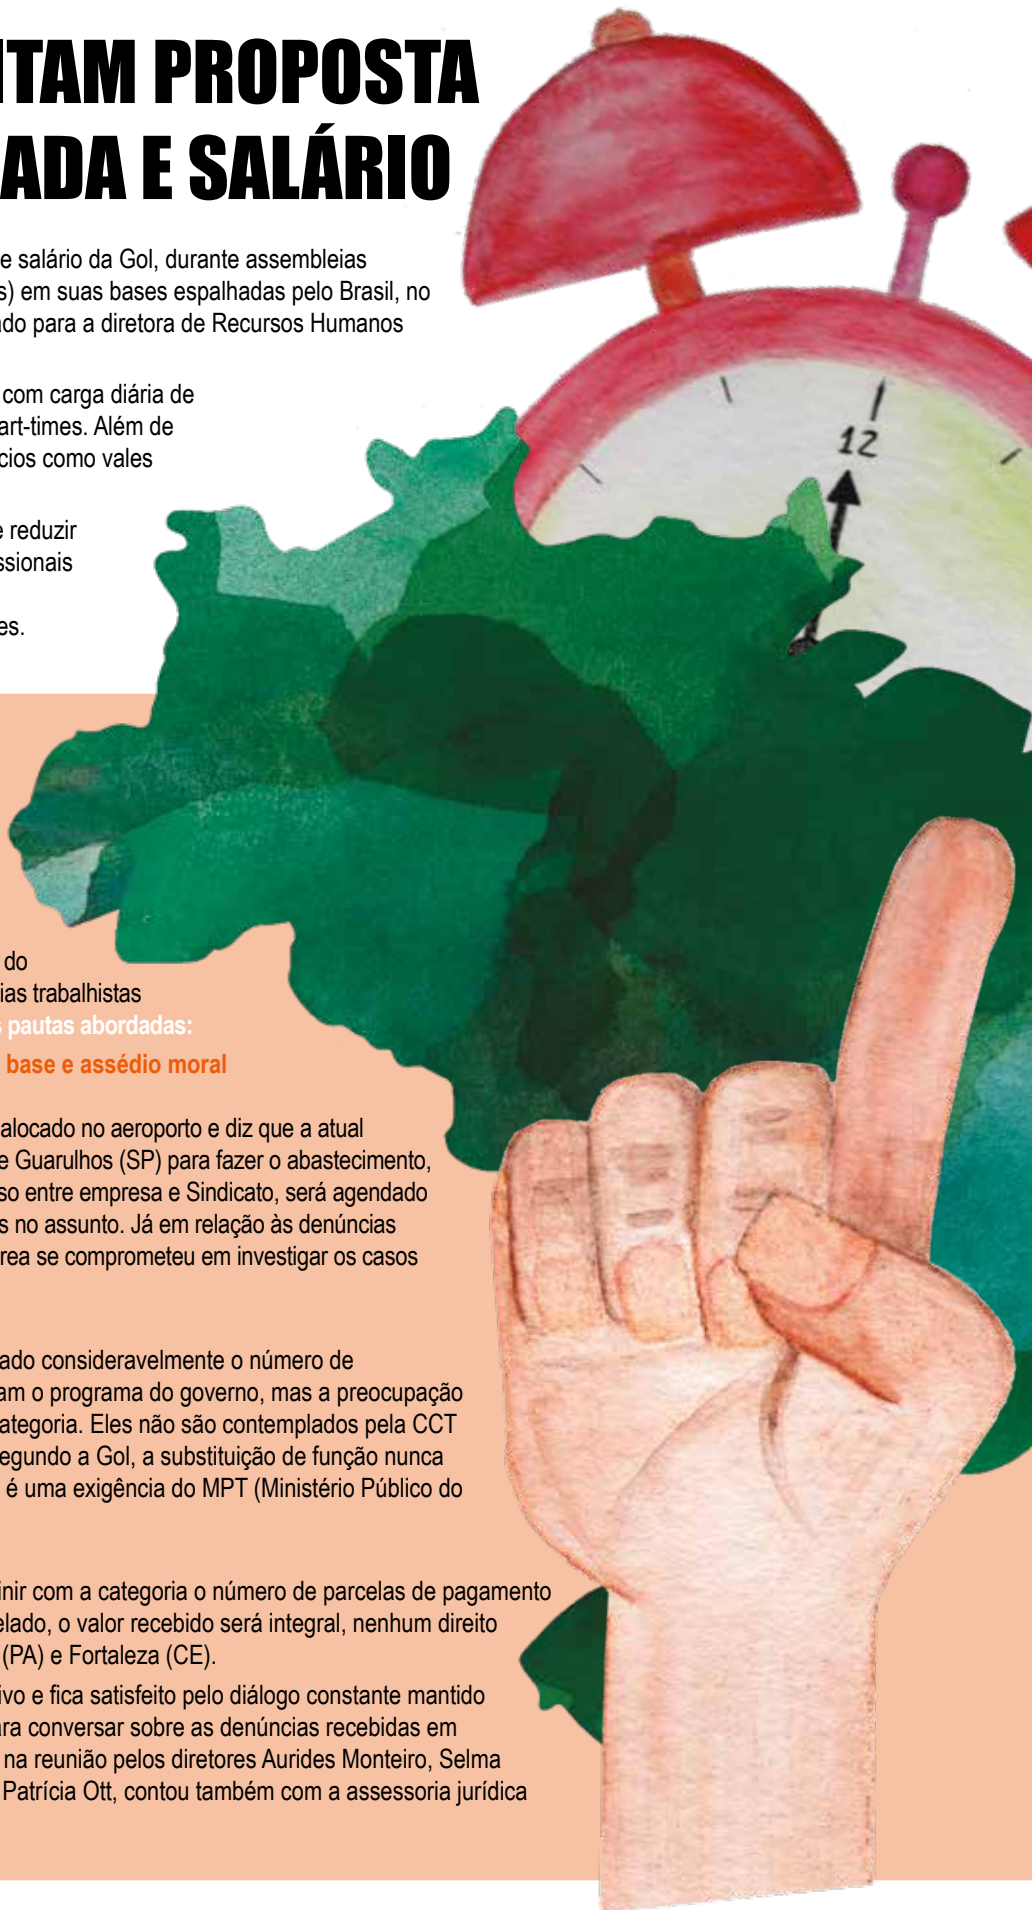 ITAM PROPOSTA
ADA E SALÁRIO
e salário da Gol, durante assembleias
s) em suas bases espalhadas pelo Brasil, no
ado para a diretora de Recursos Humanos
com carga diária de
art-times. Além de
cios como vales
e reduzir
ssionais
es.
12
do
ias trabalhistas
s pautas abordadas:
base e assédio moral
alocado no aeroporto e diz que a atual
e Guarulhos (SP) para fazer o abastecimento,
so entre empresa e Sindicato, será agendado
s no assunto. Já em relação às denúncias
rea se comprometeu em investigar os casos
ado consideravelmente o número de
am o programa do governo, mas a preocupação
ategoria. Eles não são contemplados pela CCT
egundo a Gol, a substituição de função nunca
é uma exigência do MPT (Ministério Público do
inir com a categoria o número de parcelas de pagamento
elado, o valor recebido será integral, nenhum direito
(PA) e Fortaleza (CE).
ivo e fica satisfeito pelo diálogo constante mantido
ara conversar sobre as denúncias recebidas em
na reunião pelos diretores Aurides Monteiro, Selma
Patrícia Ott, contou também com a assessoria jurídica